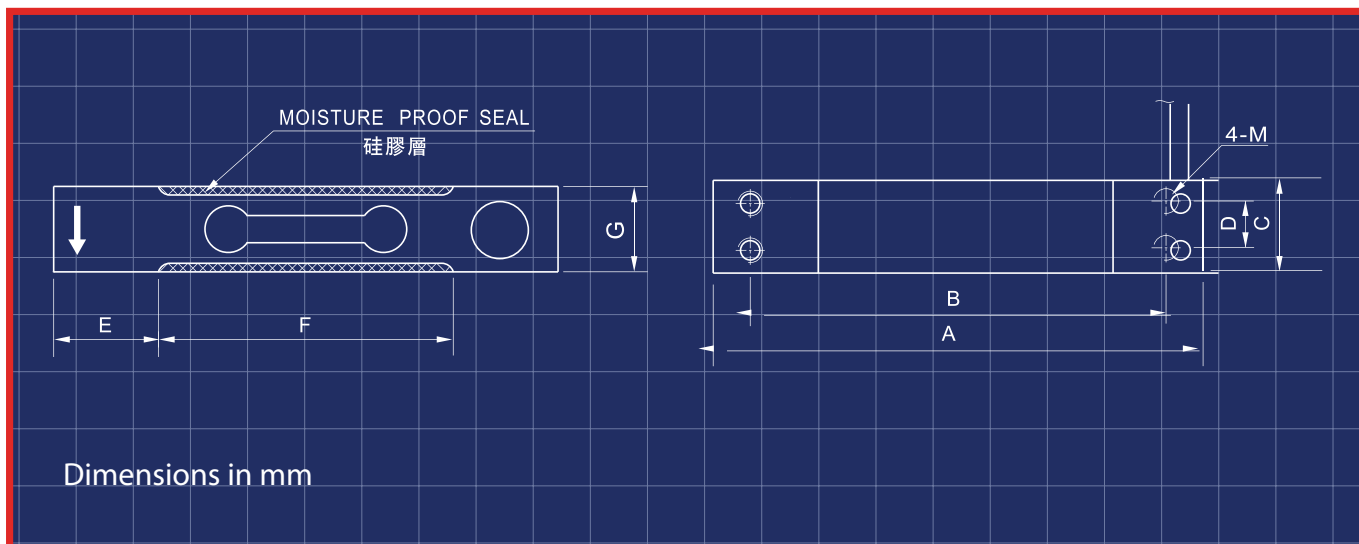 MOISTURE PROOF SEAL
硅膠層
G
E
F
4-M
D
C
B
A
Dimensions in mm